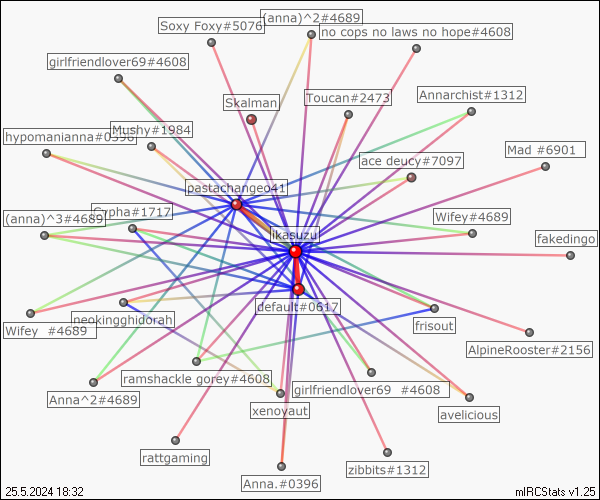 (anna)^2#4689
Soxy Foxy#5076
no cops no laws no hope#4608
girlfriendlover69#4608
Skalman
Toucan#2473
Annarchist#1312
hypomanianna#0396
Mushy#1984
Mad #6901
ace deucy#7097
pastachangeo41
(anna)^3#4689
Cypha#1717
Wifey#4689
ikasuzu
fakedingo
default#0617
neokingghidorah
Wifey #4689
frisout
AlpineRooster#2156
ramshackle gorey#4608
girlfriendlover69 #4608
Anna^2#4689
xenoyaut
avelicious
rattgaming
zibbits#1312
Anna.#0396
25.5.2024 18:32
mIRCStats v1.25